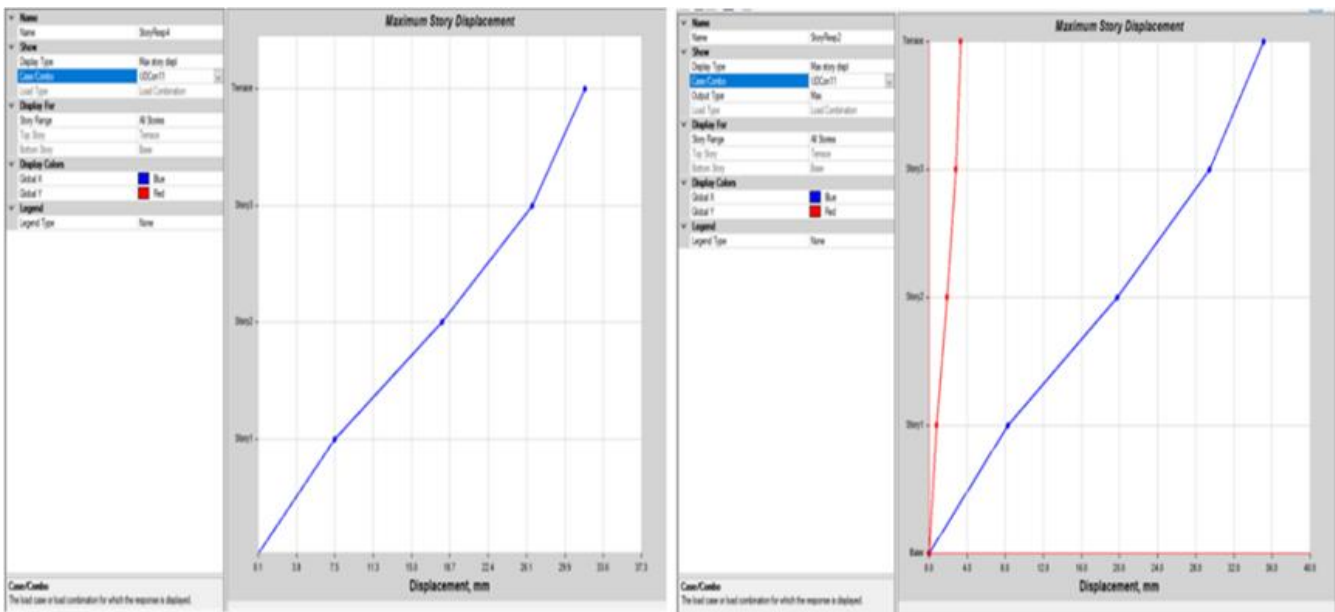 Name
Name StoryResp4
Show
Display Type Max story displ
Case/Combo UDCon11
Load Type Load Combination
Display For
Story Range All Stories
Top Story Terrace
Bottom Story Base
Display Colors
Global X Blue
Global Y Red
Legend
Legend Type None
Case/Combo
The load case or load combination for which the response is displayed.
Maximum Story Displacement
Terrace
Story3
Story2
Story1
3.8 7.5 11.3 15.0 18.7 22.4 26.1 29.9 33.6 37.3
Displacement, mm
Name
Name StoryResp2
Show
Display Type Max story displ
Case/Combo UDCon11
Output Type Max
Load Type Load Combination
Display For
Story Range All Stories
Top Story Terrace
Bottom Story Base
Display Colors
Global X Blue
Global Y Red
Legend
Legend Type None
Case/Combo
The load case or load combination for which the response is displayed.
Maximum Story Displacement
Terrace
Story3
Story2
Story1
Base
0.0 4.0 8.0 12.0 16.0 20.0 24.0 28.0 32.0 36.0 40.0
Displacement, mm